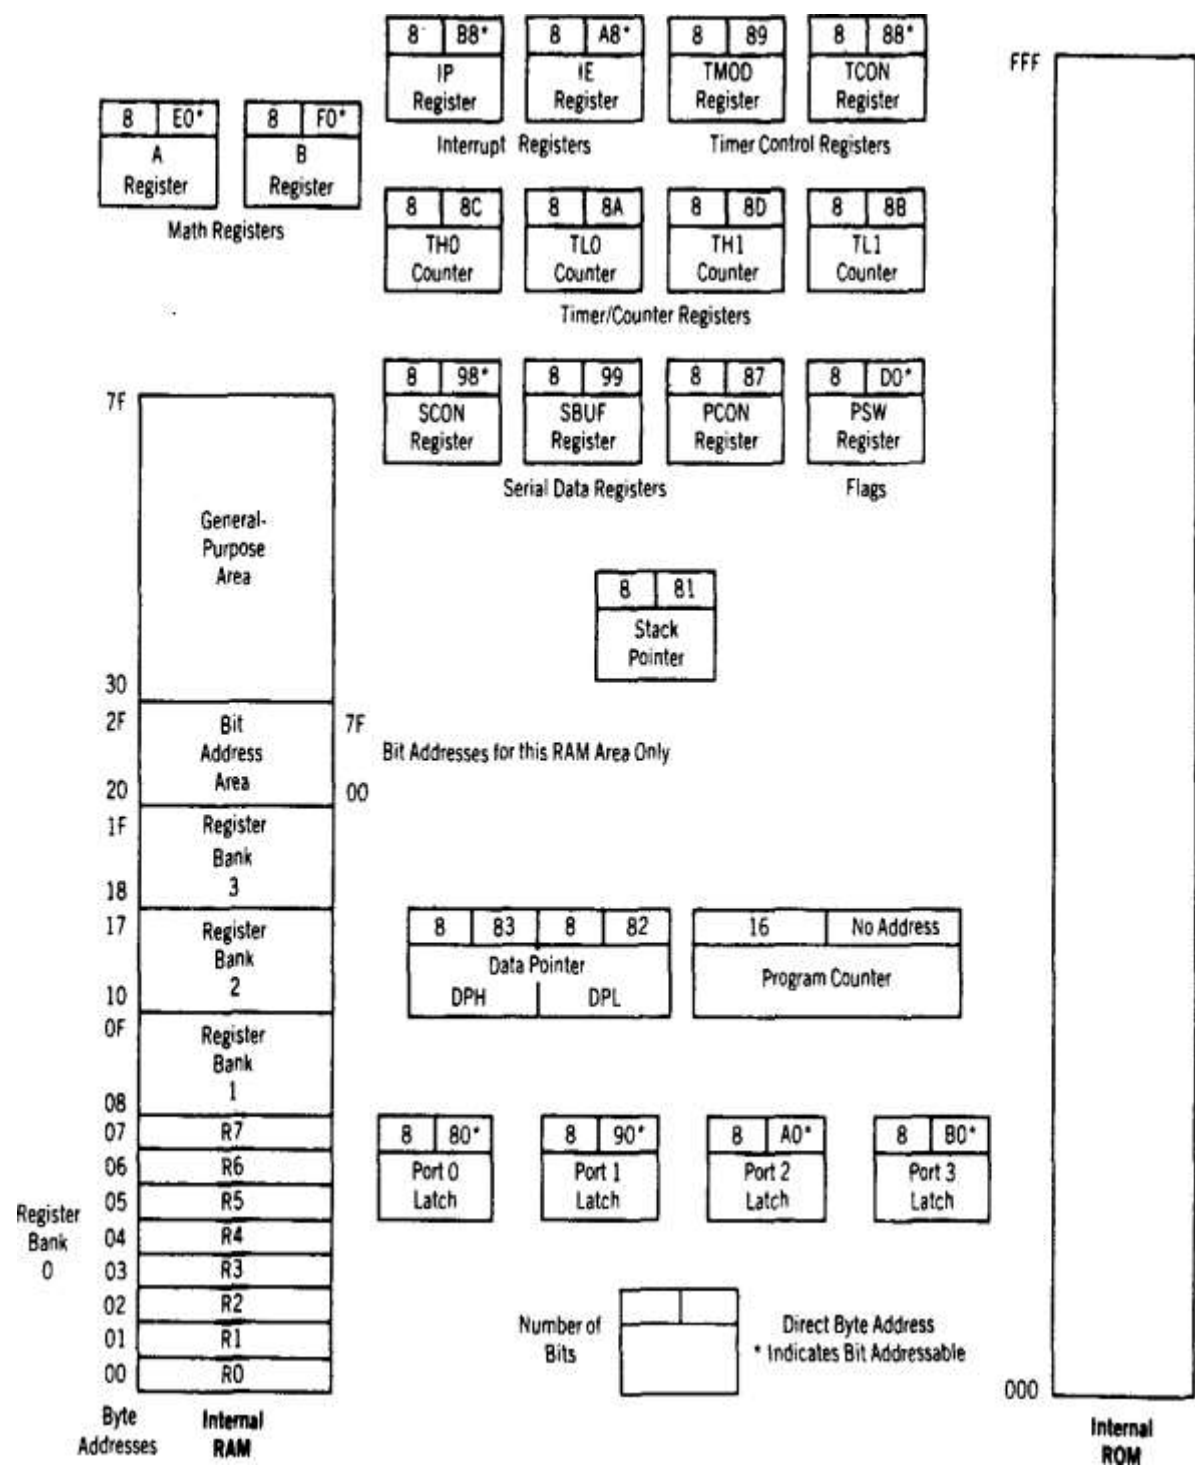 8 B8* 8 A8* 8 89 8 88*
IP IE TMOD TCON
Register Register Register Register
Interrupt Registers Timer Control Registers
FFF
8 E0* 8 F0*
A B
Register Register
Math Registers
8 8C 8 8A 8 8D 8 8B
TH0 TL0 TH1 TL1
Counter Counter Counter Counter
Timer/Counter Registers
8 98* 8 99 8 87 8 D0*
SCON SBUF PCON PSW
Register Register Register Register
Serial Data Registers Flags
7F
General-
Purpose
Area
30
8 81
Stack
Pointer
2F Bit 7F
Address Bit Addresses for this RAM Area Only
20 Area 00
1F Register
Bank
18 3
17 Register
Bank
10 2
8 83 8 82 16 No Address
Data Pointer Program Counter
DPH DPL
0F Register
Bank
1
08
07 R7
06 R6
05 R5
04 R4
03 R3
02 R2
01 R1
00 R0
Register
Bank
0
8 80* 8 90* 8 A0* 8 B0*
Port 0 Port 1 Port 2 Port 3
Latch Latch Latch Latch
Number of
Bits
Direct Byte Address
* Indicates Bit Addressable
000
Byte
Addresses
Internal
RAM
Internal
ROM